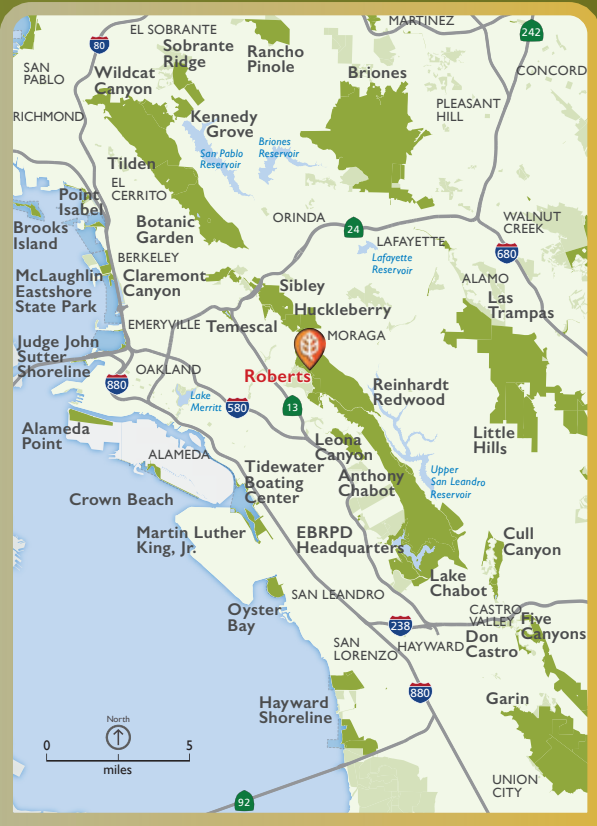 MARTINEZ
242
EL SOBRANTE
80
Sobrante
Ridge
Rancho
Pinole
SAN
PABLO
Wildcat
Canyon
Briones
CONCORD
PLEASANT
HILL
RICHMOND
Kennedy
Grove
San Pablo
Reservoir
Briones
Reservoir
Tilden
EL
CERRITO
Point
Isabel
Brooks
Island
Botanic
Garden
ORINDA
24
WALNUT
CREEK
LAFAYETTE
Lafayette
Reservoir
680
BERKELEY
McLaughlin
Eastshore
State Park
Claremont
Canyon
ALAMO
Sibley
Las
Trampas
Huckleberry
EMERYVILLE
Temescal
MORAGA
Judge John
Sutter
Shoreline
OAKLAND
Roberts
880
Lake
Merritt
580
13
Reinhardt
Redwood
Alameda
Point
ALAMEDA
Leona
Canyon
Little
Hills
Tidewater
Boating
Center
Anthony
Chabot
Upper
San Leandro
Reservoir
Crown Beach
Martin Luther
King, Jr.
EBRPD
Headquarters
Cull
Canyon
Lake
Chabot
SAN LEANDRO
Oyster
Bay
CASTRO
VALLEY
Five
Canyons
238
Don
Castro
SAN
LORENZO
HAYWARD
880
Hayward
Shoreline
Garin
North
0
5
miles
UNION
CITY
92